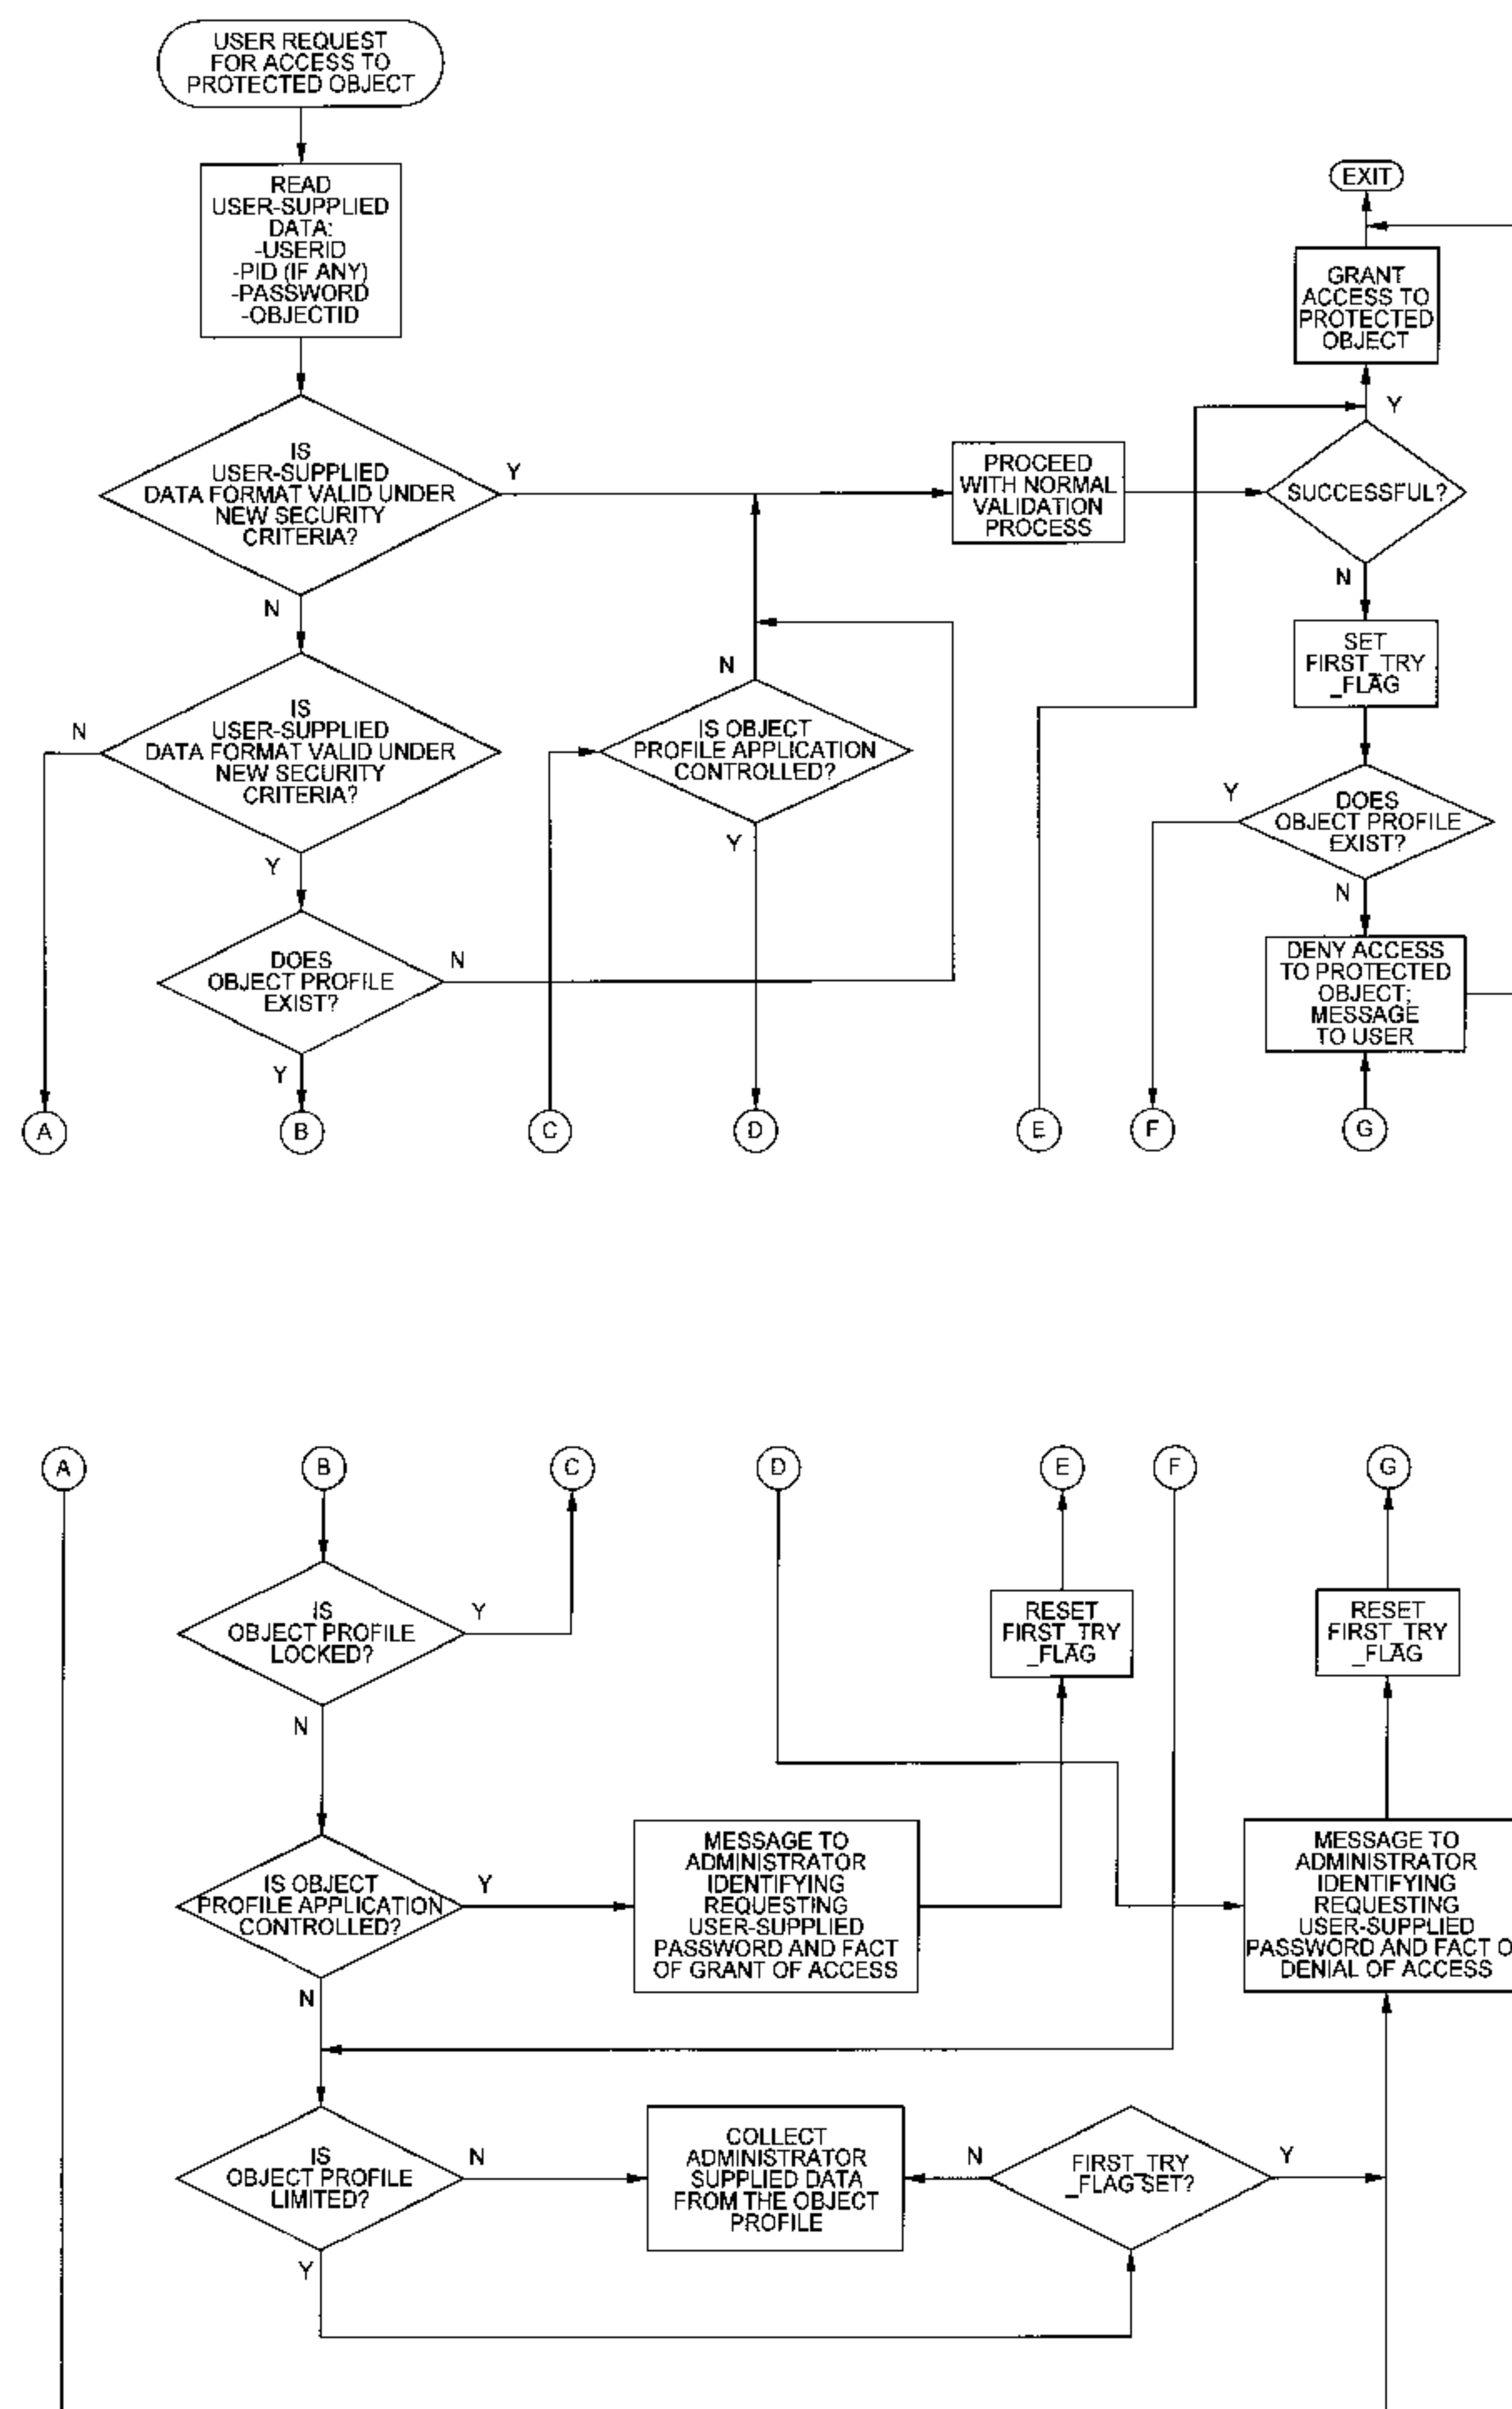 USER REQUEST
FOR ACCESS TO
PROTECTED OBJECT
READ
USER-SUPPLIED
DATA:
-USERID
-PID (IF ANY)
-PASSWORD
-OBJECTID
IS
USER-SUPPLIED
DATA FORMAT VALID UNDER
NEW SECURITY
CRITERIA?
Y
N
IS
USER-SUPPLIED
DATA FORMAT VALID UNDER
NEW SECURITY
CRITERIA?
N
Y
DOES
OBJECT PROFILE
EXIST?
N
Y
IS OBJECT
PROFILE APPLICATION
CONTROLLED?
N
Y
PROCEED
WITH NORMAL
VALIDATION
PROCESS
EXIT
GRANT
ACCESS TO
PROTECTED
OBJECT
Y
SUCCESSFUL?
N
SET
FIRST_TRY
_FLAG
Y
DOES
OBJECT PROFILE
EXIST?
N
DENY ACCESS
TO PROTECTED
OBJECT;
MESSAGE
TO USER
A
B
C
D
E
F
G
A
B
C
D
E
F
G
IS
OBJECT PROFILE
LOCKED?
Y
N
RESET
FIRST_TRY
_FLAG
RESET
FIRST_TRY
_FLAG
IS OBJECT
PROFILE APPLICATION
CONTROLLED?
Y
N
MESSAGE TO
ADMINISTRATOR
IDENTIFYING
REQUESTING
USER-SUPPLIED
PASSWORD AND FACT
OF GRANT OF ACCESS
MESSAGE TO
ADMINISTRATOR
IDENTIFYING
REQUESTING
USER-SUPPLIED
PASSWORD AND FACT O
DENIAL OF ACCESS
IS
OBJECT PROFILE
LIMITED?
N
Y
COLLECT
ADMINISTRATOR
SUPPLIED DATA
FROM THE OBJECT
PROFILE
N
FIRST_TRY
_FLAG SET?
Y